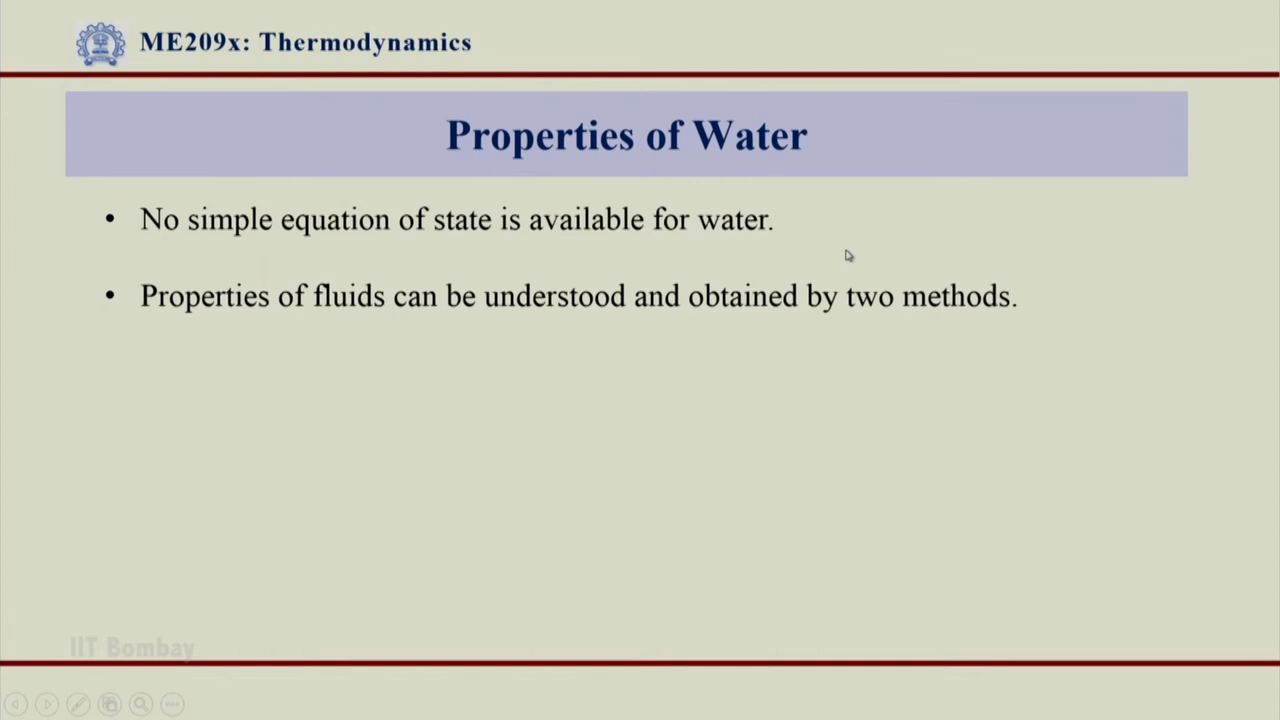 ME209x: Thermodynamics
Properties of Water
• No simple equation of state is available for water.
• Properties of fluids can be understood and obtained by two methods.
IIT Bombay